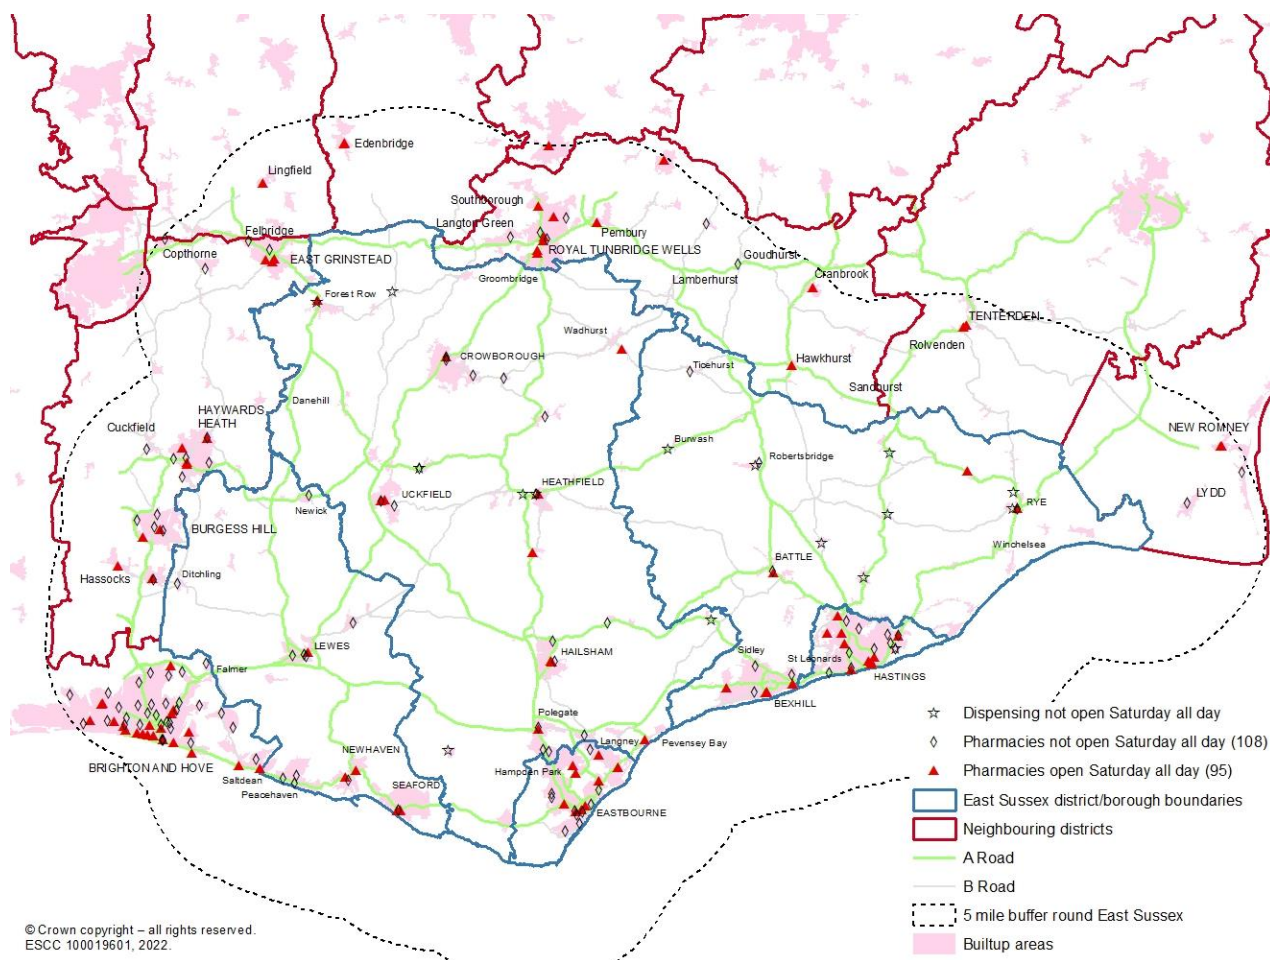 Edenbridge
Lingfield
Southborough
Langton Green
Pembury
Felbridge
Copthorne
EAST GRINSTEAD
ROYAL TUNBRIDGE WELLS
Goudhurst
Groombridge
Lamberhurst
Cranbrook
Forest Row
Wadhurst
TENTERDEN
Rolvenden
CROWBOROUGH
Ticehurst
Hawkhurst
Sandhurst
Danehill
HAYWARDS
HEATH
Cuckfield
NEW ROMNEY
Burwash
Robertsbridge
HEATHFIELD
UCKFIELD
LYDD
Newick
RYE
BURGESS HILL
Winchelsea
BATTLE
Hassocks
Ditchling
LEWES
HAILSHAM
Sidley
St Leonards
Falmer
HASTINGS
BEXHILL
Polegate
Langney
Pevensey Bay
NEWHAVEN
BRIGHTON AND HOVE
Hampden Park
Saltdean
SEAFORD
Peacehaven
EASTBOURNE
Dispensing not open Saturday all day
Pharmacies not open Saturday all day (108)
Pharmacies open Saturday all day (95)
East Sussex district/borough boundaries
Neighbouring districts
A Road
B Road
5 mile buffer round East Sussex
Builtup areas
© Crown copyright – all rights reserved.
ESCC 100019601, 2022.